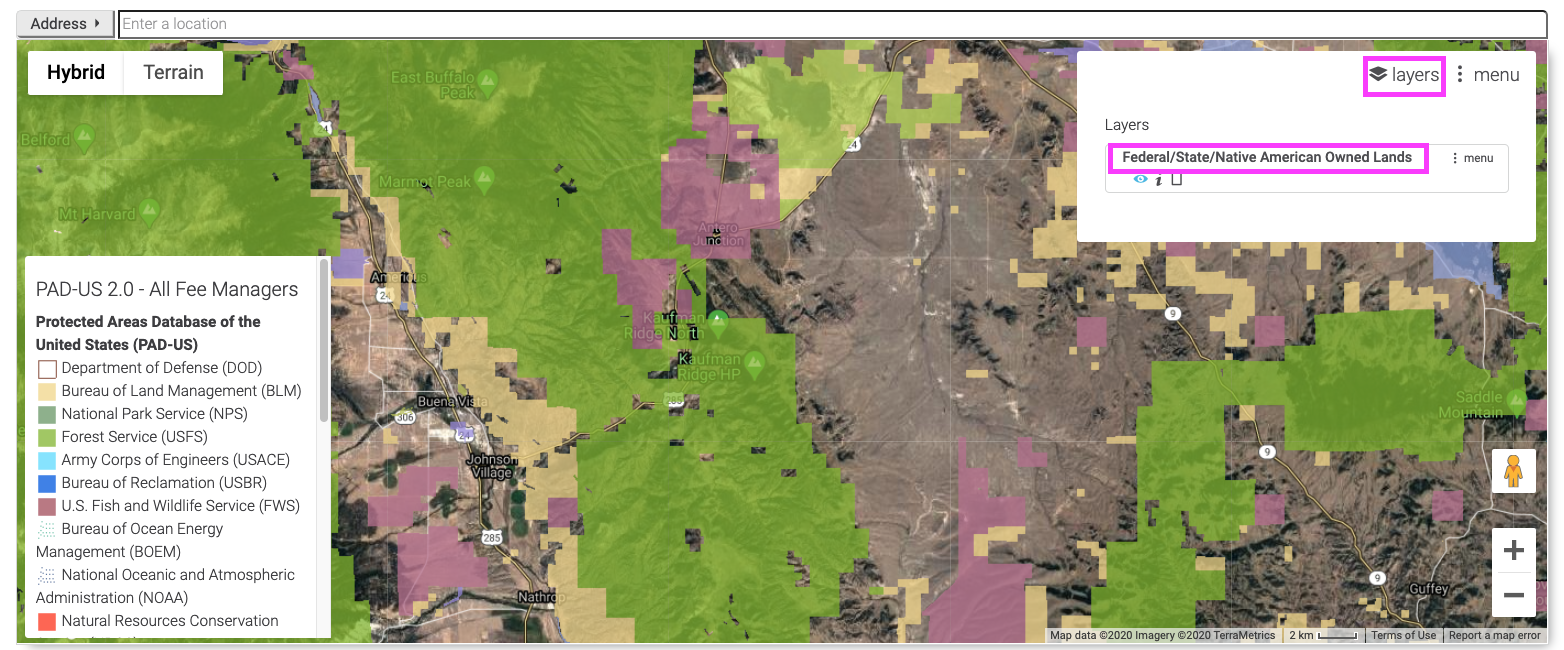 Address
Enter a location
Hybrid
Terrain
layers
menu
Layers
Federal/State/Native American Owned Lands
menu
East Buffalo
Peak
24
24
Belford
Marmot Peak
Mt Harvard
Antero
Junction
Americus
24
9
Kaufman
Ridge North
Kaufman
Ridge HP
285
Buena Vista
306
24
Saddle
Mountain
9
Johnson
Village
285
9
Nathrop
Guffey
PAD-US 2.0 - All Fee Managers
Protected Areas Database of the
United States (PAD-US)
Department of Defense (DOD)
Bureau of Land Management (BLM)
National Park Service (NPS)
Forest Service (USFS)
Army Corps of Engineers (USACE)
Bureau of Reclamation (USBR)
U.S. Fish and Wildlife Service (FWS)
Bureau of Ocean Energy
Management (BOEM)
National Oceanic and Atmospheric
Administration (NOAA)
Natural Resources Conservation
Map data ©2020 Imagery ©2020 TerraMetrics
2 km
Terms of Use
Report a map error